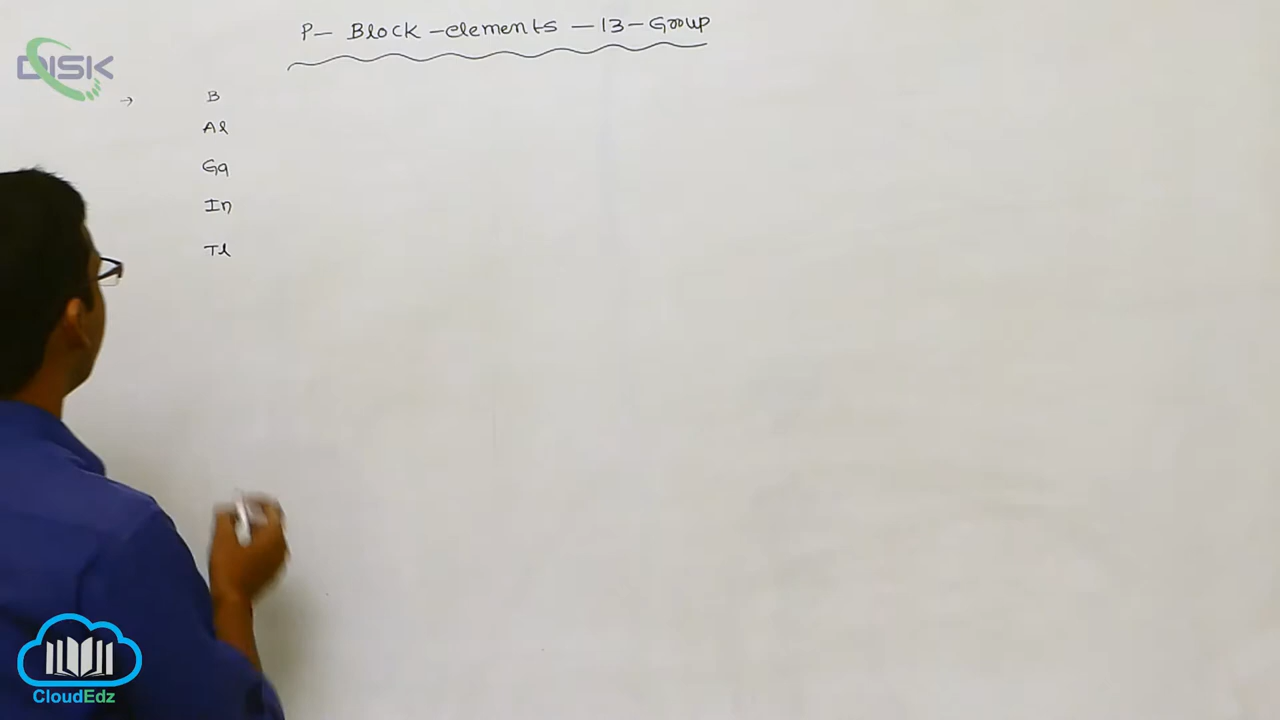 P- Block -elements - 13 - Group
DISK
→ B
Al
Ga
In
Tl
CloudEdz